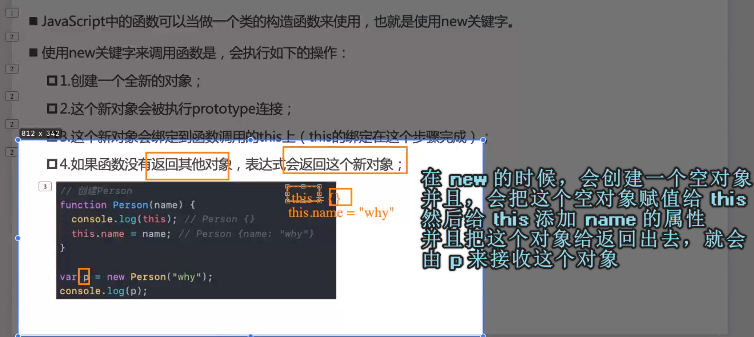 JavaScript中的函数可以当做一个类的构造函数来使用，也就是使用new关键字。
使用new关键字来调用函数是，会执行如下的操作：
1.创建一个全新的对象；
2.这个新对象会被执行prototype连接；
812 x 342
3.这个新对象会绑定到函数调用的this上（this的绑定在这个步骤完成）；
4.如果函数没有返回其他对象，表达式会返回这个新对象；
// 创建Person
function Person(name) {
console.log(this); // Person {}
this.name = name; // Person {name: "why"}
}
var p = new Person("why");
console.log(p);
this = {}
this.name = "why"
在 new 的时候，会创建一个空对象
并且，会把这个空对象赋值给 this
然后给 this 添加 name 的属性
并且把这个对象给返回出去，就会
由 p 来接收这个对象
1
2
2
2
2
2
3